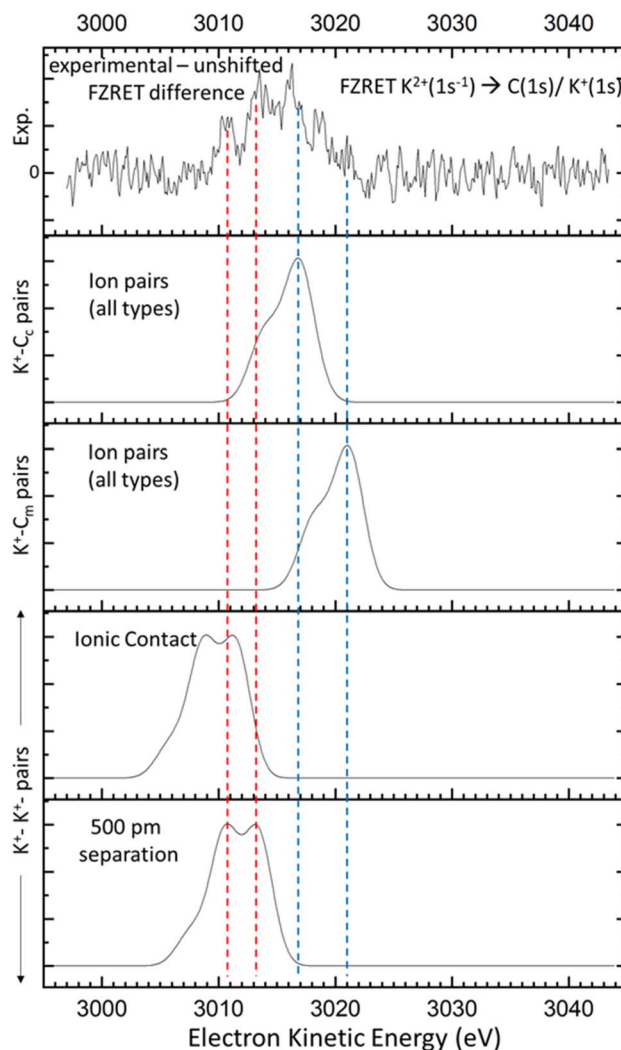 3000 3010 3020 3030 3040
experimental – unshifted
FZRET difference
FZRET K²⁺(1s⁻¹) → C(1s)/ K⁺(1s)
Exp.
0
Ion pairs
(all types)
K⁺-C꜀ pairs
Ion pairs
(all types)
K⁺-Cₘ pairs
Ionic Contact
500 pm
separation
K⁺- K⁺- pairs
3000 3010 3020 3030 3040
Electron Kinetic Energy (eV)